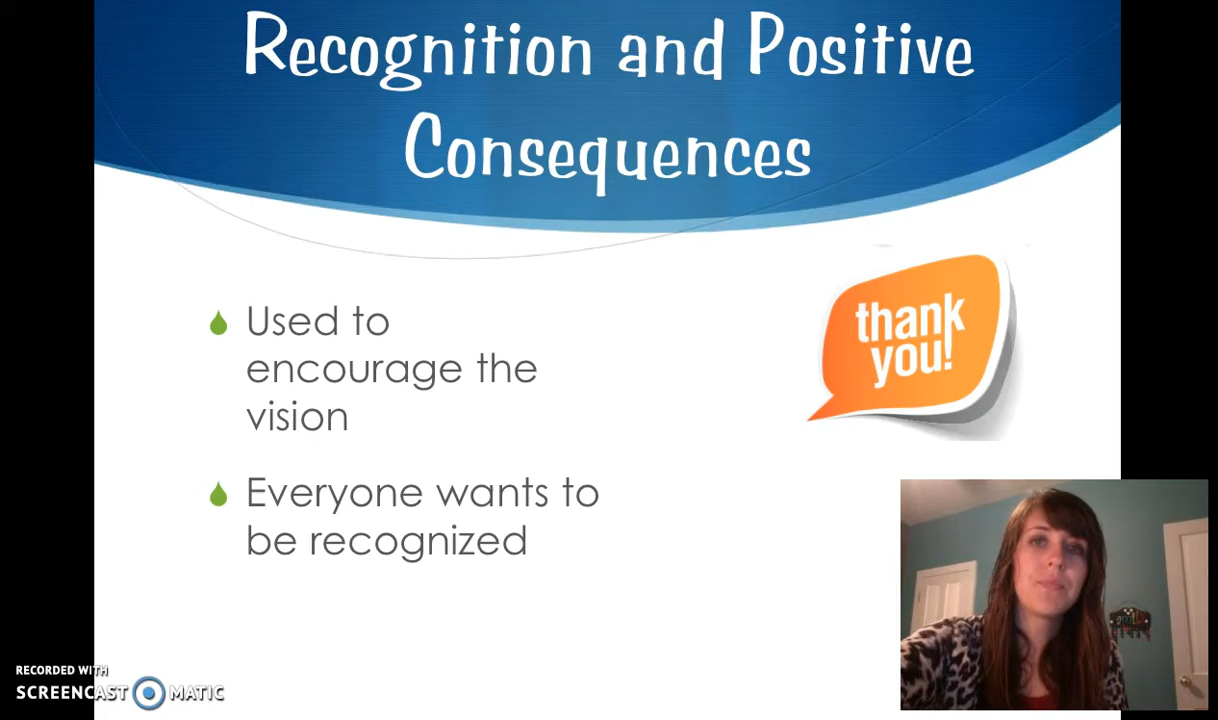 Recognition and Positive
Consequences
Used to
encourage the
vision
Everyone wants to
be recognized
thank
you!
RECORDED WITH
SCREENCAST MATIC